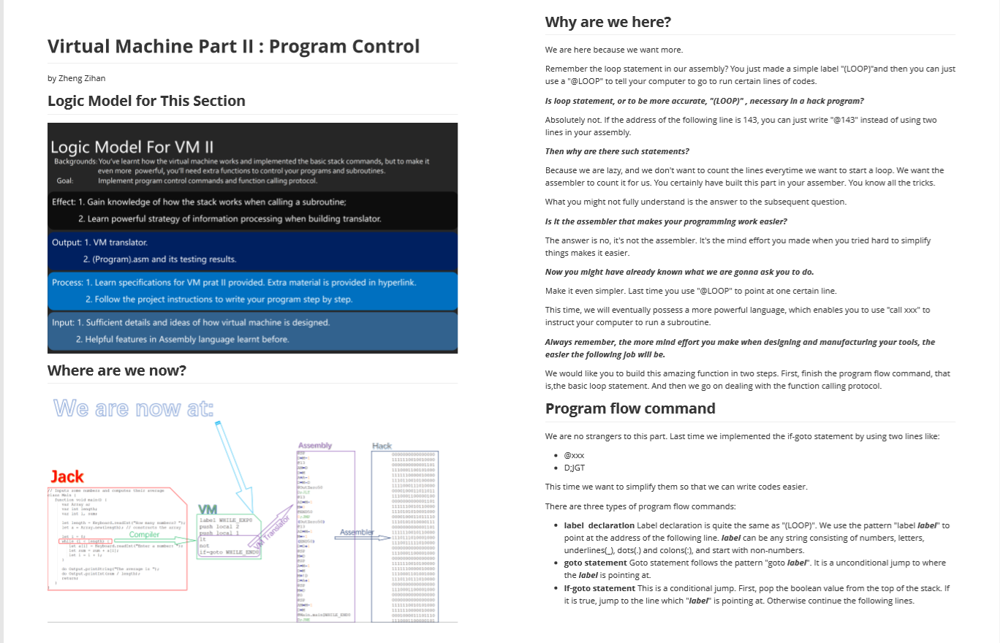 Virtual Machine Part II : Program Control
by Zheng Zihan
Logic Model for This Section
Logic Model For VM II
Backgrounds: You've learnt how the virtual machine works and implemented the basic stack commands, but to make it
even more powerful, you'll need extra functions to control your programs and subroutines.
Goal: Implement program control commands and function calling protocol.
Effect: 1. Gain knowledge of how the stack works when calling a subroutine;
2. Learn powerful strategy of information processing when building translator.
Output: 1. VM translator.
2. (Program).asm and its testing results.
Process: 1. Learn specifications for VM prat II provided. Extra material is provided in hyperlink.
2. Follow the project instructions to write your program step by step.
Input: 1. Sufficient details and ideas of how virtual machine is designed.
2. Helpful features in Assembly language learnt before.
Where are we now?
We are now at:
Jack
// Inputs some numbers and computes their average
class Main {
function void main() {
var Array a;
var int length;
var int i, sum;
let length = Keyboard.readInt("How many numbers? ");
let a = Array.new(length); // constructs the array
let i = 0;
while (i < length) {
let a[i] = Keyboard.readInt("Enter a number: ");
let sum = sum + a[i];
let i = i + 1;
}
do Output.printString("The average is ");
do Output.printInt(sum / length);
return;
}
}
Compiler
VM
label WHILE_EXP0
push local 2
push local 1
lt
not
if-goto WHILE_END0
VM Translator
Assembly
Assembler
Hack
Why are we here?
We are here because we want more.
Remember the loop statement in our assembly? You just made a simple label "(LOOP)"and then you can just
use a "@LOOP" to tell your computer to go to run certain lines of codes.
Is loop statement, or to be more accurate, "(LOOP)" , necessary in a hack program?
Absolutely not. If the address of the following line is 143, you can just write "@143" instead of using two
lines in your assembly.
Then why are there such statements?
Because we are lazy, and we don't want to count the lines everytime we want to start a loop. We want the
assembler to count it for us. You certainly have built this part in your assember. You know all the tricks.
What you might not fully understand is the answer to the subsequent question.
Is it the assembler that makes your programming work easier?
The answer is no, it's not the assembler. It's the mind effort you made when you tried hard to simplify
things makes it easier.
Now you might have already known what we are gonna ask you to do.
Make it even simpler. Last time you use "@LOOP" to point at one certain line.
This time, we will eventually possess a more powerful language, which enables you to use "call xxx" to
instruct your computer to run a subroutine.
Always remember, the more mind effort you make when designing and manufacturing your tools, the
easier the following job will be.
We would like you to build this amazing function in two steps. First, finish the program flow command, that
is,the basic loop statement. And then we go on dealing with the function calling protocol.
Program flow command
We are no strangers to this part. Last time we implemented the if-goto statement by using two lines like:
• @xxx
• D;JGT
This time we want to simplify them so that we can write codes easier.
There are three types of program flow commands:
• label declaration Label declaration is quite the same as "(LOOP)". We use the pattern "label label" to
point at the address of the following line. label can be any string consisting of numbers, letters,
underlines(_), dots(.) and colons(:), and start with non-numbers.
• goto statement Goto statement follows the pattern "goto label". It is a unconditional jump to where
the label is pointing at.
• If-goto statement This is a conditional jump. First, pop the boolean value from the top of the stack. If
it is true, jump to the line which "label" is pointing at. Otherwise continue the following lines.